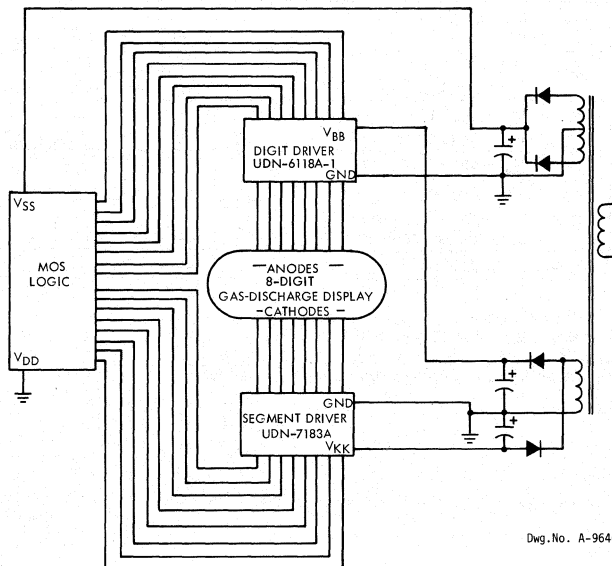 VBB
DIGIT DRIVER
UDN-6118A-1
GND
VSS
MOS
LOGIC
VDD
ANODES
8-DIGIT
GAS-DISCHARGE DISPLAY
CATHODES
GND
SEGMENT DRIVER
UDN-7183A
VKK
+
+
+
Dwg.No. A-964